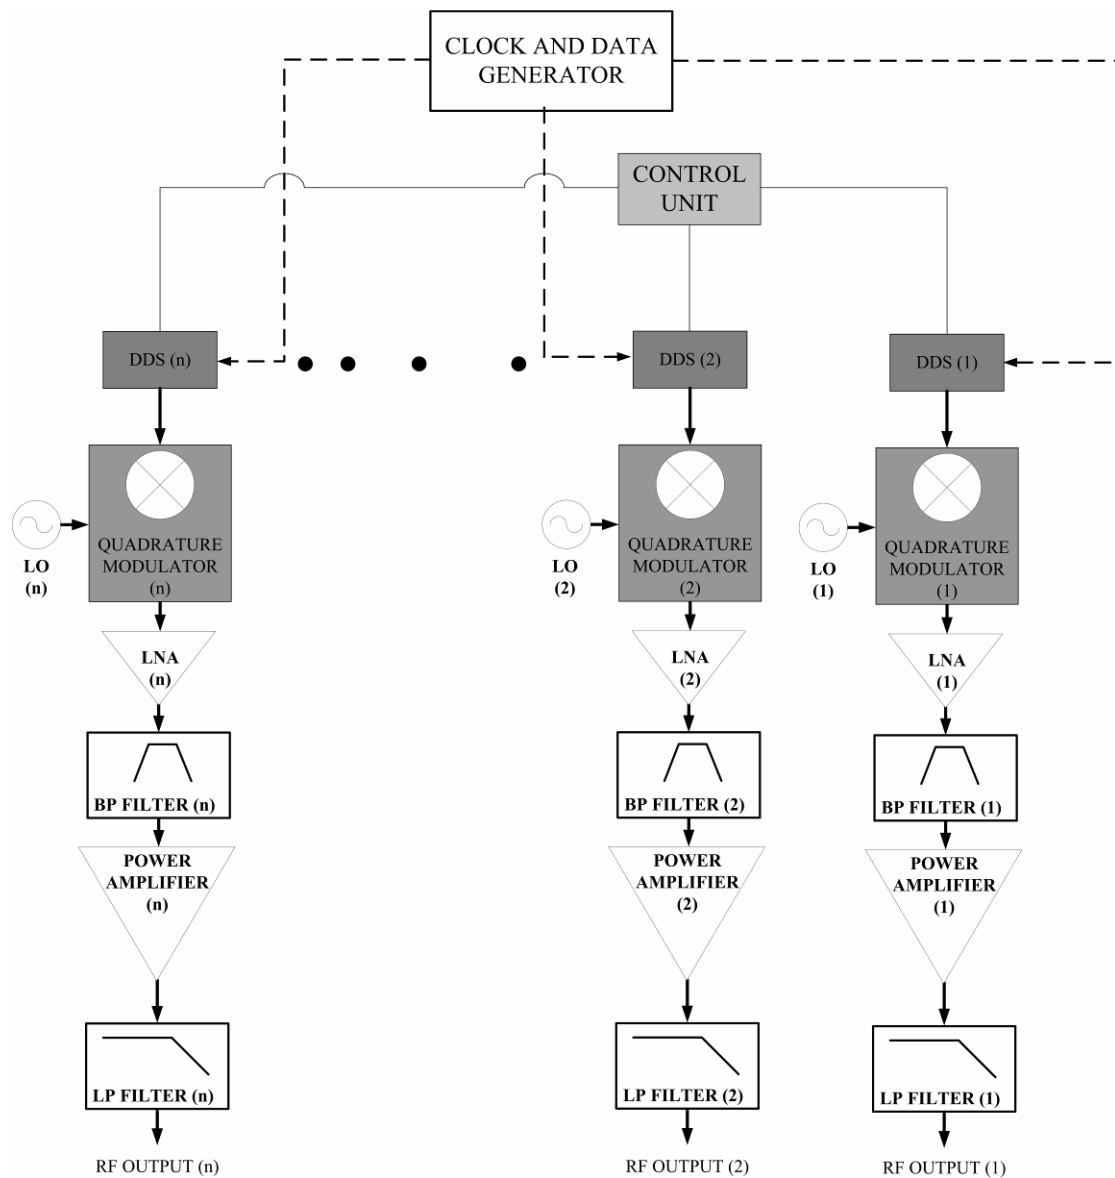 CLOCK AND DATA
GENERATOR
CONTROL
UNIT
DDS (n)
DDS (2)
DDS (1)
QUADRATURE
MODULATOR
(n)
LO
(n)
QUADRATURE
MODULATOR
(2)
LO
(2)
QUADRATURE
MODULATOR
(1)
LO
(1)
LNA
(n)
LNA
(2)
LNA
(1)
BP FILTER (n)
BP FILTER (2)
BP FILTER (1)
POWER
AMPLIFIER
(n)
POWER
AMPLIFIER
(2)
POWER
AMPLIFIER
(1)
LP FILTER (n)
LP FILTER (2)
LP FILTER (1)
RF OUTPUT (n)
RF OUTPUT (2)
RF OUTPUT (1)